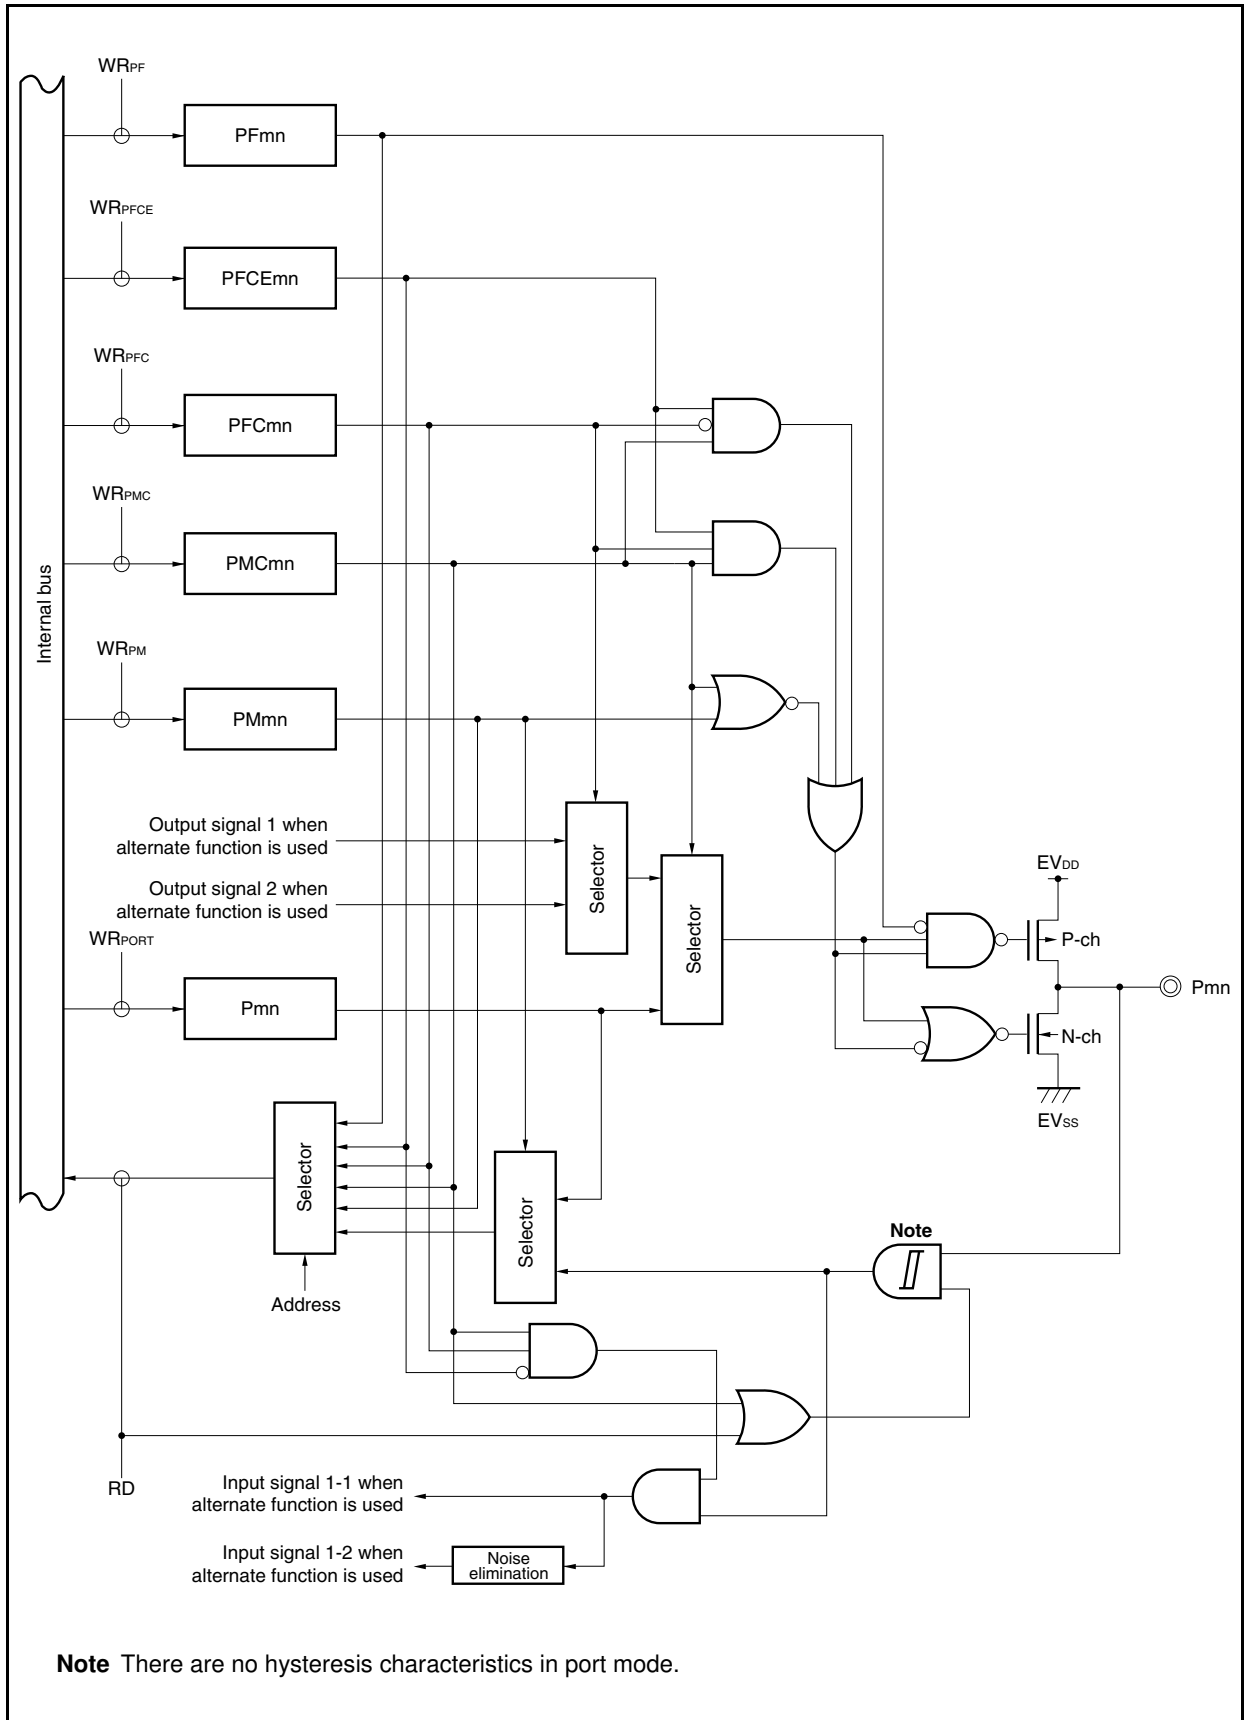 WRPF
PFmn
WRPFCE
PFCEmn
WRPFC
PFCmn
WRPMC
PMCmn
Internal bus
WRPM
PMmn
Output signal 1 when
alternate function is used
Output signal 2 when
alternate function is used
Selector
Selector
EVDD
P-ch
WRPORT
Pmn
Pmn
N-ch
EVSS
Selector
Selector
Address
Note
RD
Input signal 1-1 when
alternate function is used
Input signal 1-2 when
alternate function is used
Noise
elimination
Note There are no hysteresis characteristics in port mode.